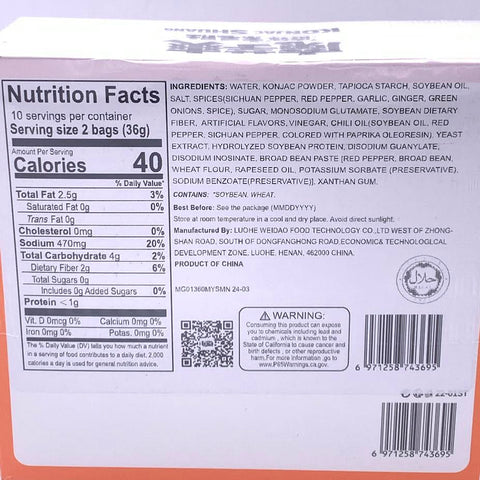 KONJAC SHUANG
Nutrition Facts
10 servings per container
Serving size 2 bags (36g)
Amount Per Serving
Calories 40
% Daily Value*
Total Fat 2.5g 3%
Saturated Fat 0g 0%
Trans Fat 0g
Cholesterol 0mg 0%
Sodium 470mg 20%
Total Carbohydrate 4g 2%
Dietary Fiber 2g 6%
Total Sugars 0g
Includes 0g Added Sugars 0%
Protein <1g
Vit. D 0mcg 0% Calcium 0mg 0%
Iron 0mg 0% Potas. 0mg 0%
The % Daily Value (DV) tells you how much a nutrient
in a serving of food contributes to a daily diet, 2,000
calories a day is used for general nutrition advice.
INGREDIENTS: WATER, KONJAC POWDER, TAPIOCA STARCH, SOYBEAN OIL,
SALT, SPICES(SICHUAN PEPPER, RED PEPPER, GARLIC, GINGER, GREEN
ONIONS, SPICE), SUGAR, MONOSODIUM GLUTAMATE, SOYBEAN DIETARY
FIBER, ARTIFICIAL FLAVORS, VINEGAR, CHILI OIL(SOYBEAN OIL, RED
PEPPER, SICHUAN PEPPER, COLORED WITH PAPRIKA OLEORESIN), YEAST
EXTRACT, HYDROLYZED SOYBEAN PROTEIN, DISODIUM GUANYLATE,
DISODIUM INOSINATE, BROAD BEAN PASTE [RED PEPPER, BROAD BEAN,
WHEAT FLOUR, RAPESEED OIL, POTASSIUM SORBATE (PRESERVATIVE),
SODIUM BENZOATE(PRESERVATIVE)], XANTHAN GUM.
CONTAINS: *SOYBEAN. WHEAT.
Best Before: See the package (MMDDYYYY)
Store at room temperature in a cool and dry place. Avoid direct sunlight.
Manufactured By: LUOHE WEIDAO FOOD TECHNOLOGY CO.,LTD WEST OF ZHONG-
SHAN ROAD, SOUTH OF DONGFANGHONG ROAD,ECONOMIC& TECHNOLOGICLAL
DEVELOPMENT ZONE, LUOHE, HENAN, 462000 CHINA.
PRODUCT OF CHINA
MG01360MYSMN 24-03
WARNING:
Consuming this product can expose
you to chemicals including lead and
cadmium , which is known to the
State of California to cause cancer and
birth defects , or other reproductive
harm.For more Information ,go to
www.P65Warnings.ca.gov.
حلال
6 971258 743695
22-0131
6 971258 743695